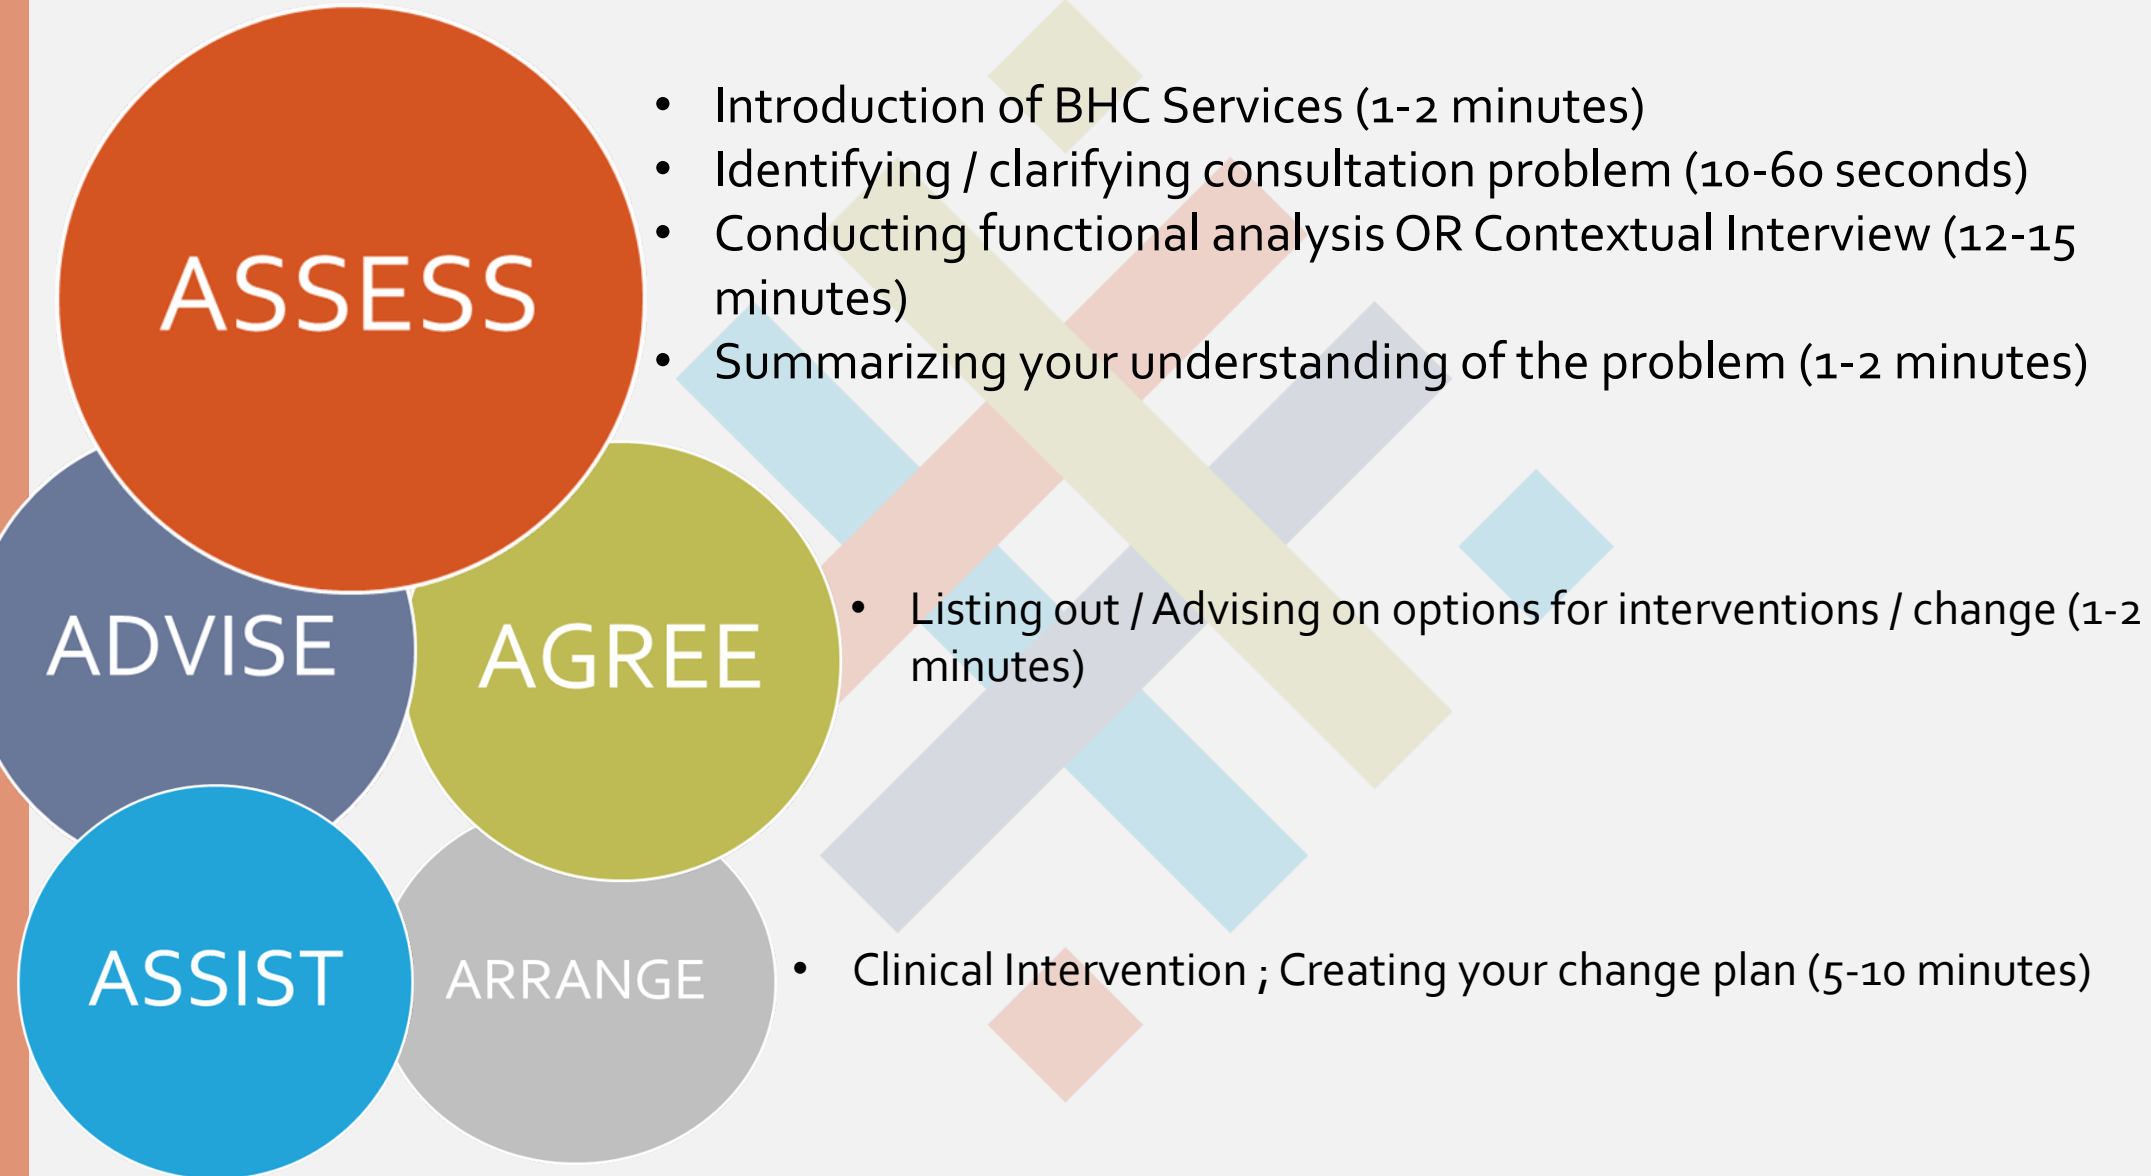 ASSESS
• Introduction of BHC Services (1-2 minutes)
• Identifying / clarifying consultation problem (10-60 seconds)
• Conducting functional analysis OR Contextual Interview (12-15
minutes)
• Summarizing your understanding of the problem (1-2 minutes)
ADVISE
AGREE
• Listing out / Advising on options for interventions / change (1-2
minutes)
ASSIST
ARRANGE
• Clinical Intervention ; Creating your change plan (5-10 minutes)